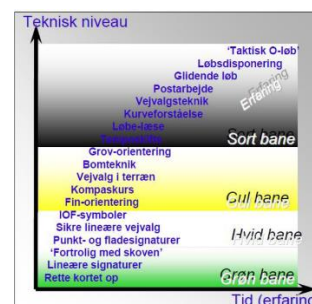 Teknisk niveau
'Taktisk O-løb'
Løbsdisponering
Glidende løb
Postarbejde
Erfaring
Vejvalgsteknik
Kurveforståelse
Løbe-læse
Sort bane
Grov-orientering
Bomteknik
Vejvalg i terræn
Kompaskurs
Fin-orientering
Gul bane
IOF-symboler
Sikre lineære vejvalg
Hvid bane
Punkt- og fladesignaturer
'Fortrolig med skoven'
Lineære signaturer
Grøn bane
Rette kortet op
Tid (erfaring